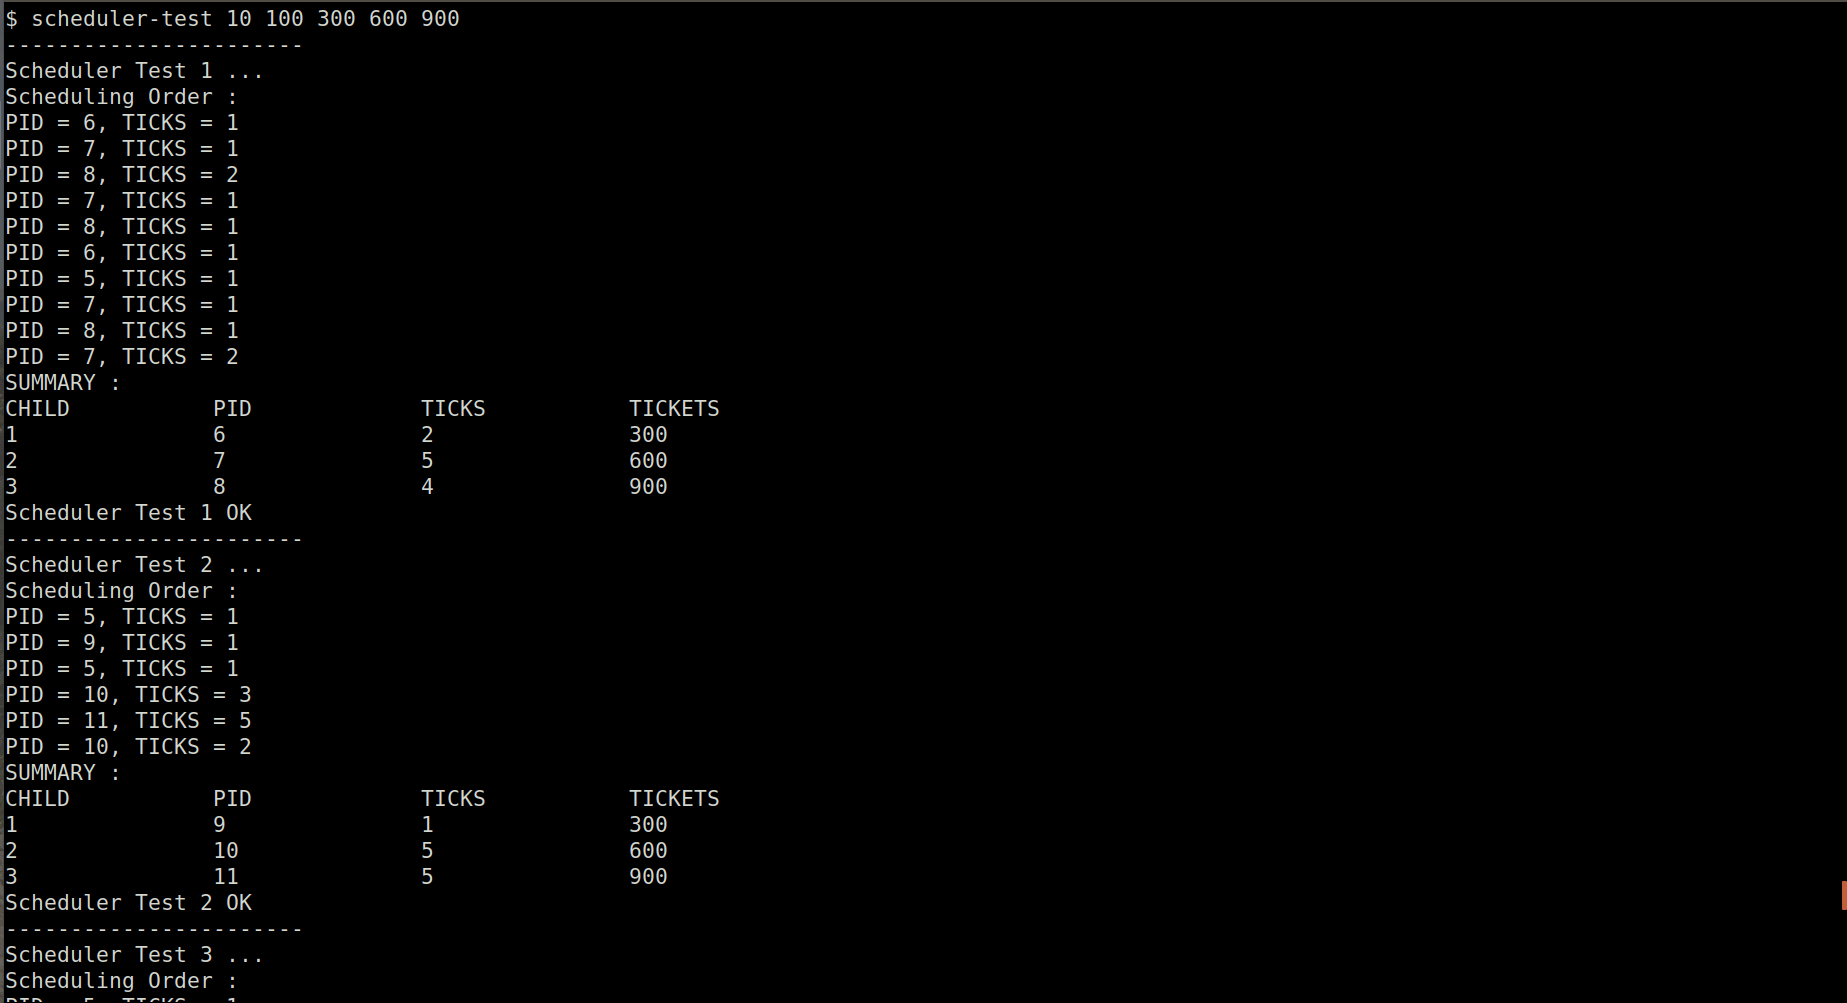 $ scheduler-test 10 100 300 600 900
-----------------------
Scheduler Test 1 ...
Scheduling Order :
PID = 6, TICKS = 1
PID = 7, TICKS = 1
PID = 8, TICKS = 2
PID = 7, TICKS = 1
PID = 8, TICKS = 1
PID = 6, TICKS = 1
PID = 5, TICKS = 1
PID = 7, TICKS = 1
PID = 8, TICKS = 1
PID = 7, TICKS = 2
SUMMARY :
CHILD PID TICKS TICKETS
1 6 2 300
2 7 5 600
3 8 4 900
Scheduler Test 1 OK
-----------------------
Scheduler Test 2 ...
Scheduling Order :
PID = 5, TICKS = 1
PID = 9, TICKS = 1
PID = 5, TICKS = 1
PID = 10, TICKS = 3
PID = 11, TICKS = 5
PID = 10, TICKS = 2
SUMMARY :
CHILD PID TICKS TICKETS
1 9 1 300
2 10 5 600
3 11 5 900
Scheduler Test 2 OK
-----------------------
Scheduler Test 3 ...
Scheduling Order :
PID = 5, TICKS = 1